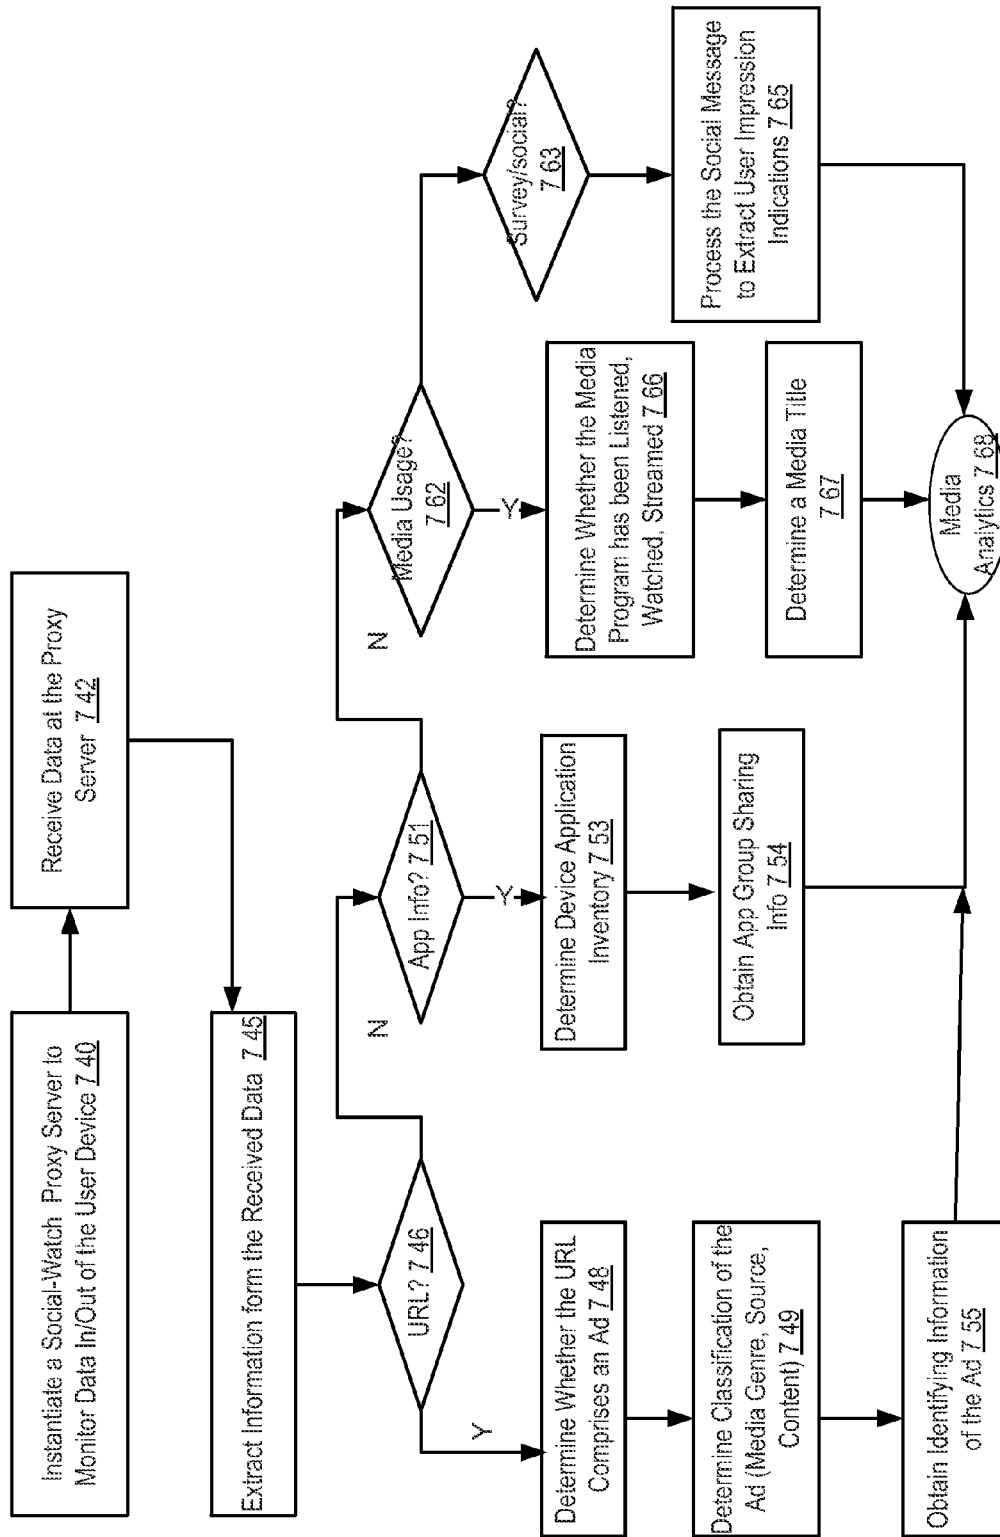 Instantiate a Social-Watch Proxy Server to
Monitor Data In/Out of the User Device 7.40
Receive Data at the Proxy
Server 7.42
Extract Information form the Received Data 7.45
URL? 7.46
Y
N
App Info? 7.51
Y
N
Media Usage?
7.62
Y
Survey/social?
7.63
Determine Whether the URL
Comprises an Ad 7.48
Determine Classification of the
Ad (Media Genre, Source,
Content) 7.49
Obtain Identifying Information
of the Ad 7.55
Determine Device Application
Inventory 7.53
Obtain App Group Sharing
Info 7.54
Determine Whether the Media
Program has been Listened,
Watched, Streamed 7.66
Determine a Media Title
7.67
Process the Social Message
to Extract User Impression
Indications 7.65
Media
Analytics 7.68